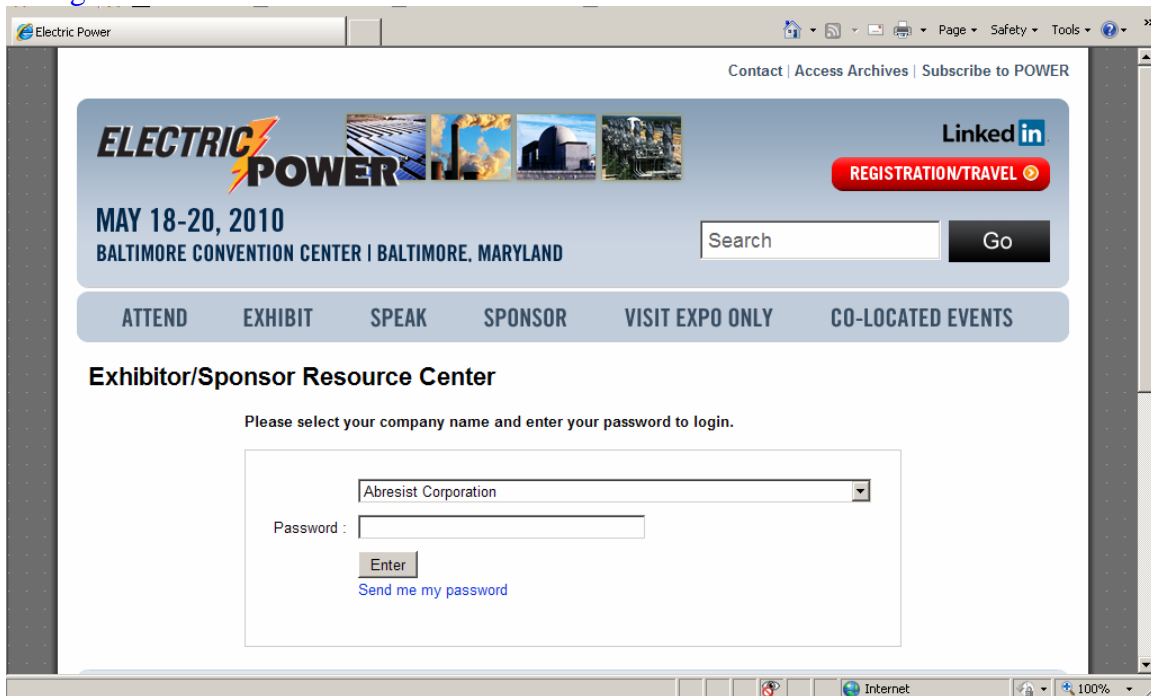 Electric Power
Page Safety Tools
Contact | Access Archives | Subscribe to POWER
ELECTRIC
POWER
Linked in
REGISTRATION/TRAVEL
MAY 18-20, 2010
BALTIMORE CONVENTION CENTER | BALTIMORE, MARYLAND
Search
Go
ATTEND EXHIBIT SPEAK SPONSOR VISIT EXPO ONLY CO-LOCATED EVENTS
Exhibitor/Sponsor Resource Center
Please select your company name and enter your password to login.
Abresist Corporation
Password :
Enter
Send me my password
Internet
100%